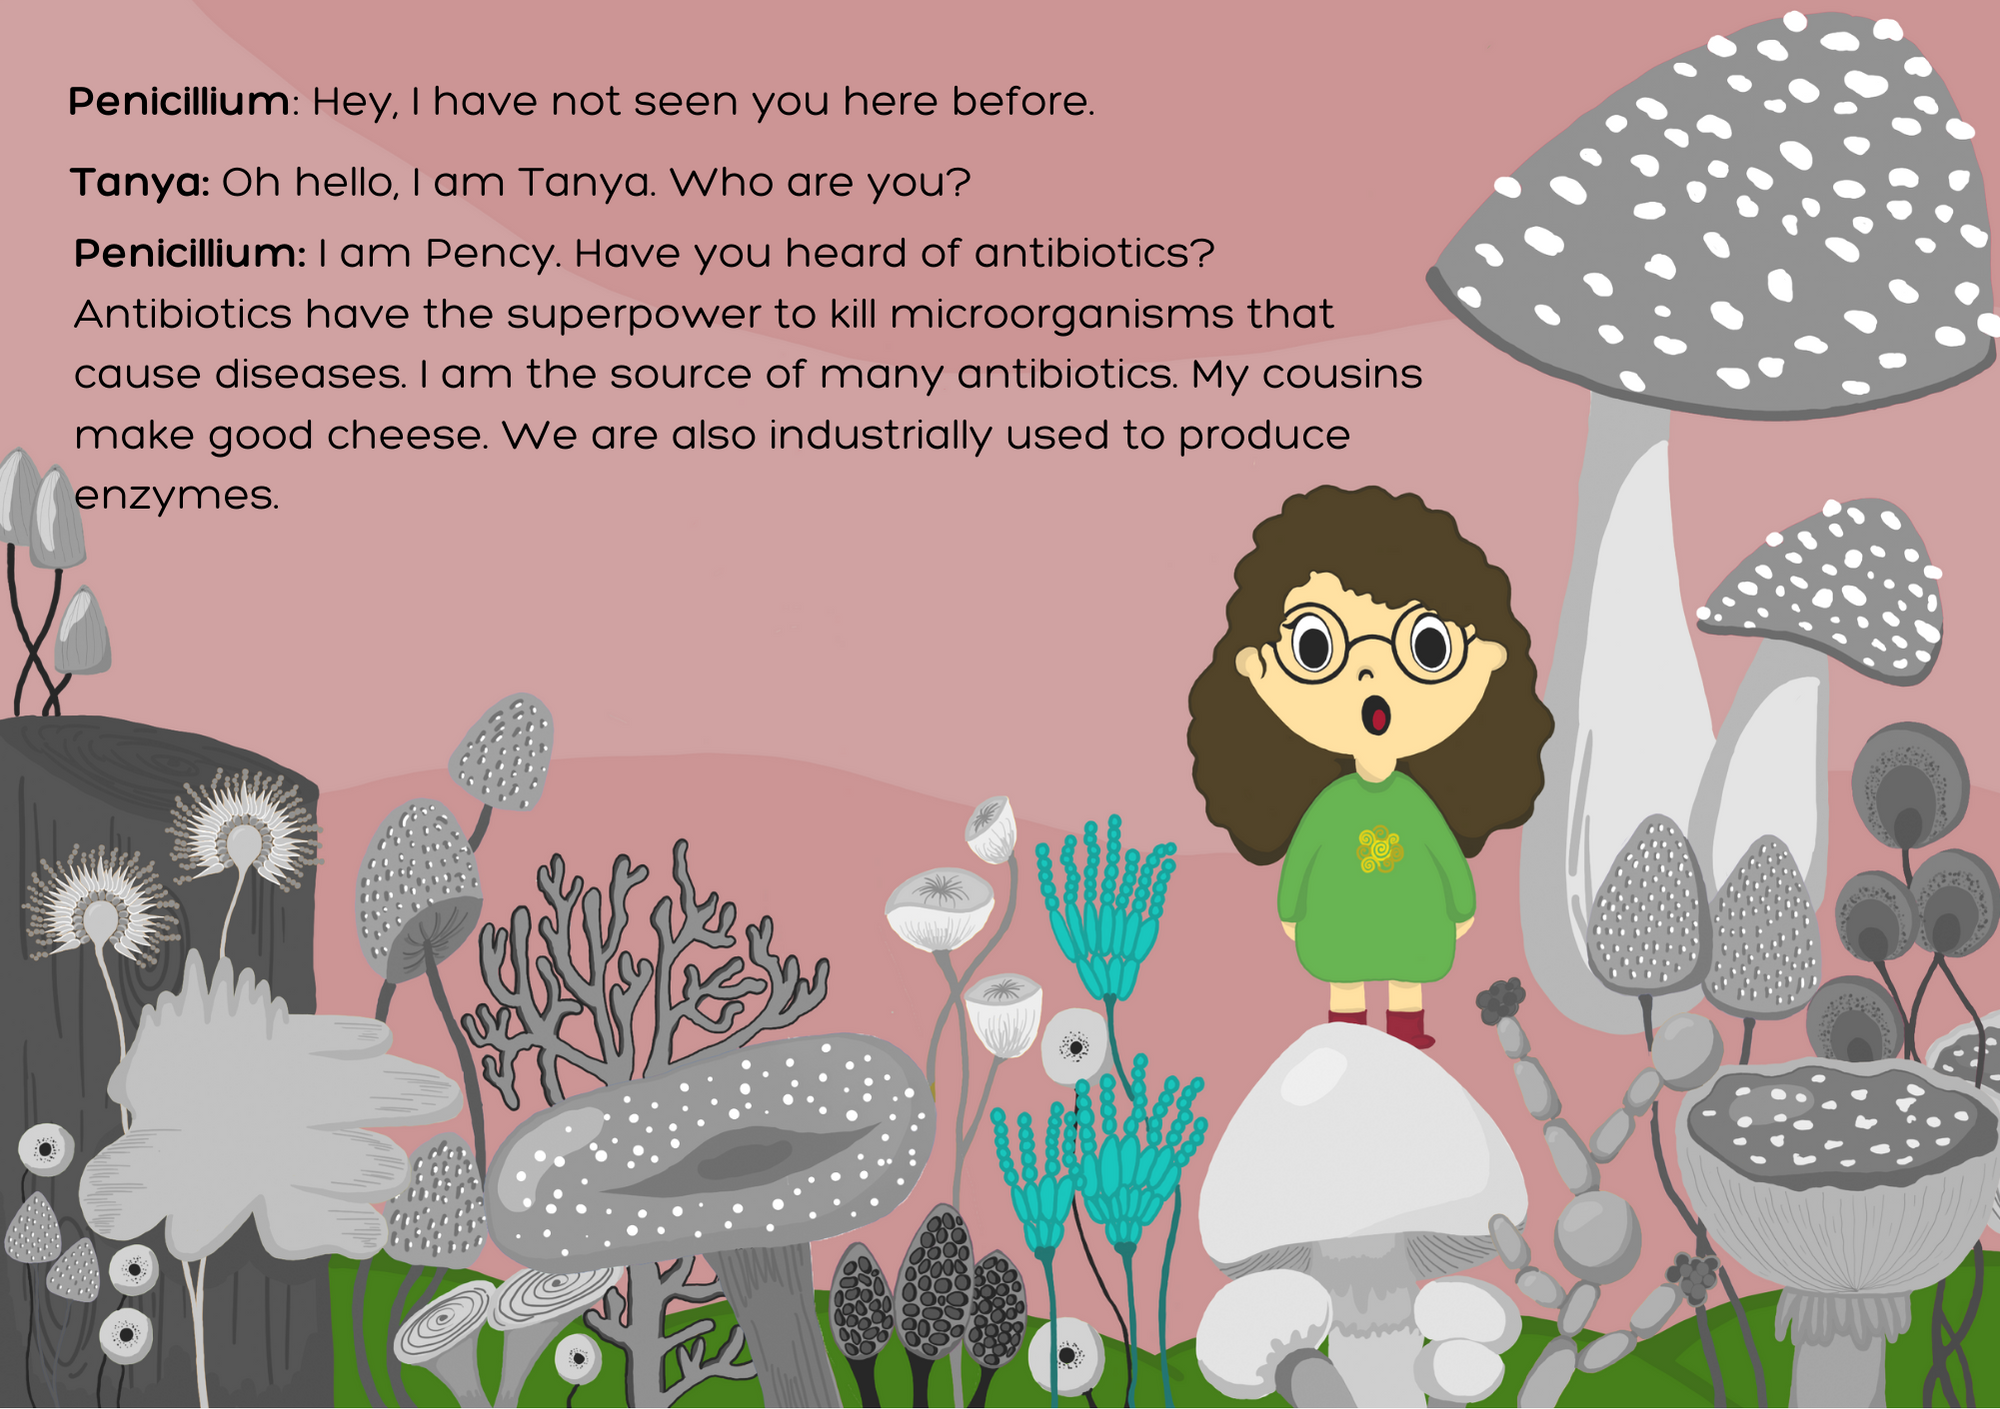 Penicillium: Hey, I have not seen you here before.
Tanya: Oh hello, I am Tanya. Who are you?
Penicillium: I am Pency. Have you heard of antibiotics?
Antibiotics have the superpower to kill microorganisms that
cause diseases. I am the source of many antibiotics. My cousins
make good cheese. We are also industrially used to produce
enzymes.